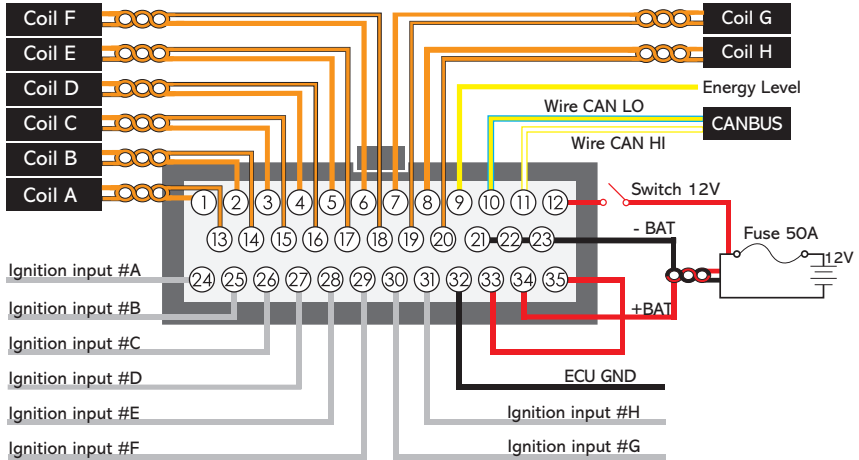 Coil F
Coil E
Coil D
Coil C
Coil B
Coil A
Coil G
Coil H
Energy Level
Wire CAN LO
CANBUS
Wire CAN HI
Switch 12V
- BAT
Fuse 50A
12V
+BAT
1 2 3 4 5 6 7 8 9 10 11 12
13 14 15 16 17 18 19 20 21 22 23
24 25 26 27 28 29 30 31 32 33 34 35
Ignition input #A
Ignition input #B
Ignition input #C
Ignition input #D
Ignition input #E
Ignition input #F
ECU GND
Ignition input #H
Ignition input #G